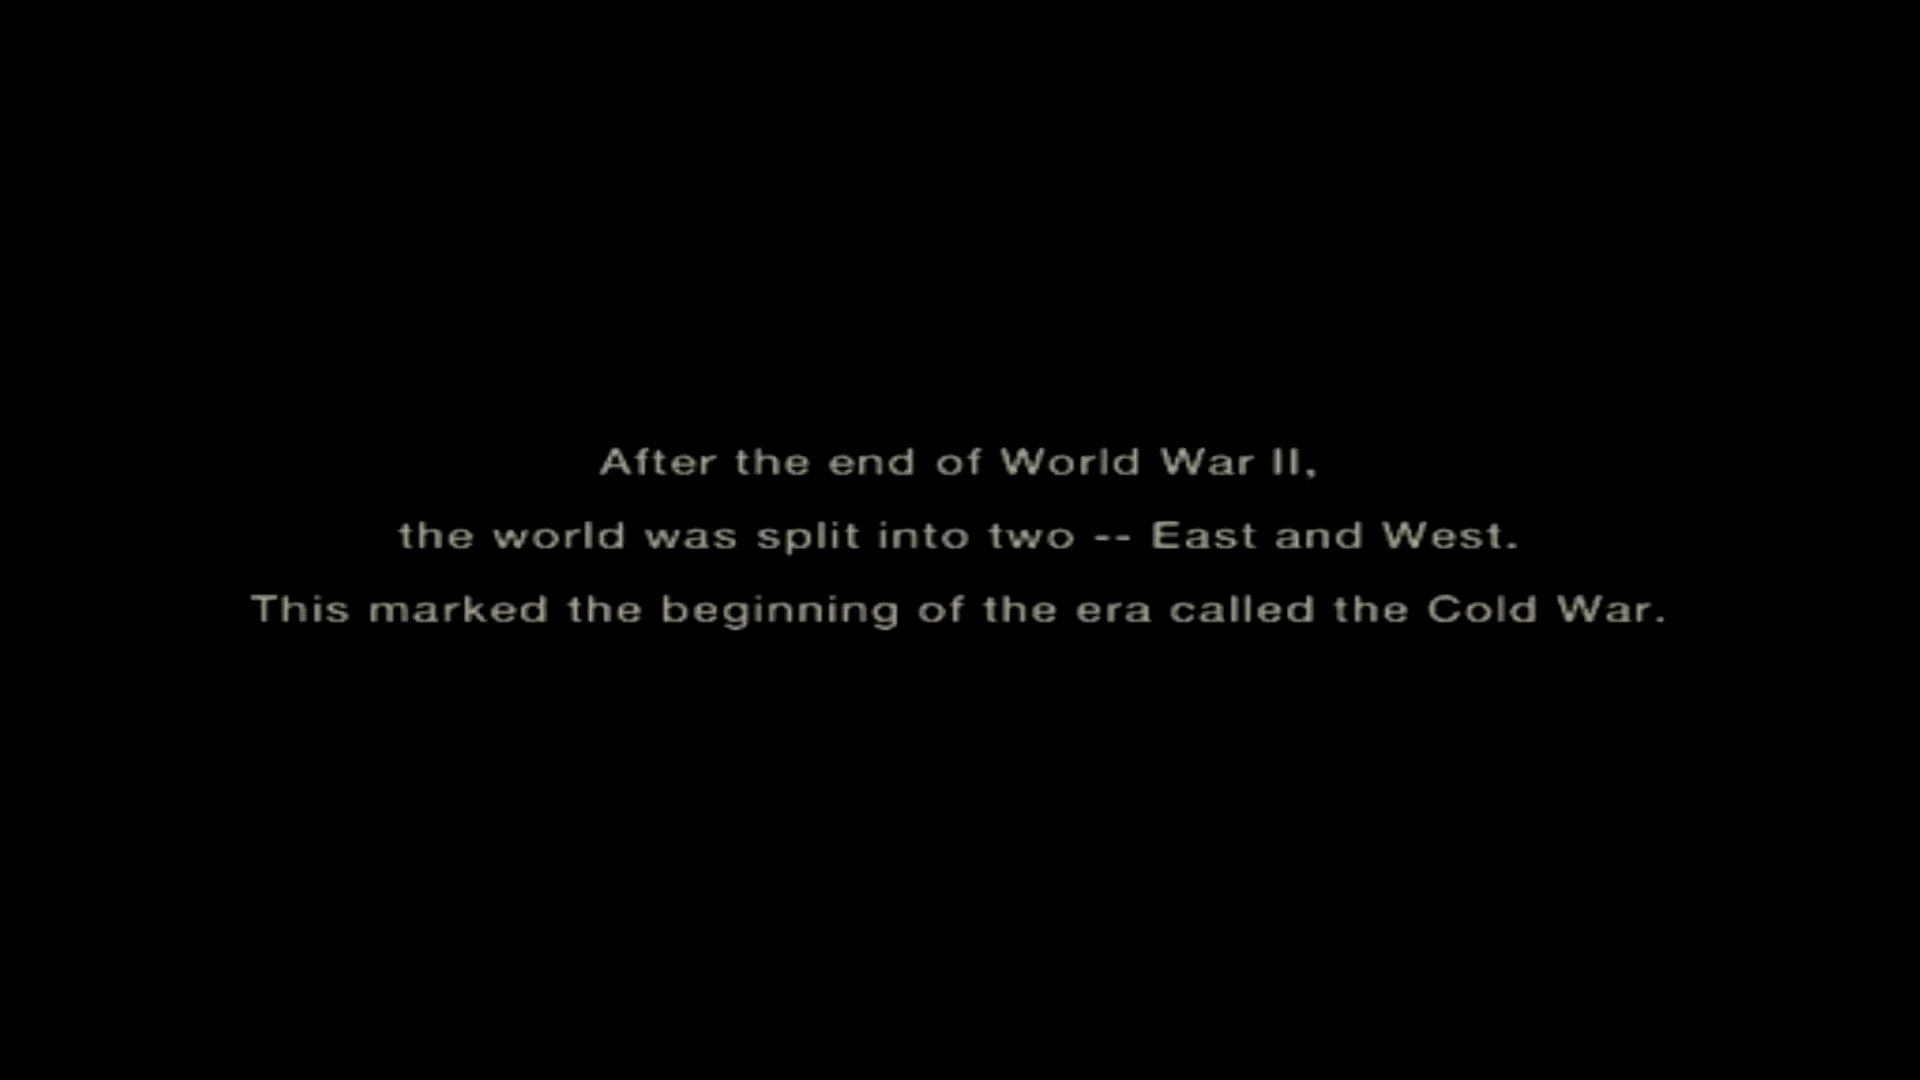 After the end of World War II,
the world was split into two -- East and West.
This marked the beginning of the era called the Cold War.